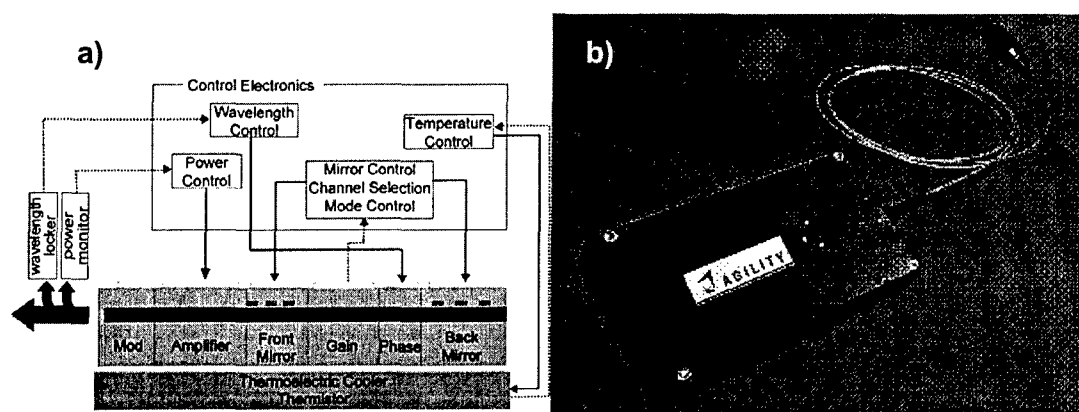 a)
Control Electronics
Wavelength
Control
Temperature
Control
Power
Control
Mirror Control
Channel Selection
Mode Control
wavelength
locker
power
monitor
Mod
Amplifier
Front
Mirror
Gain
Phase
Back
Mirror
Thermoelectric Cooler
Thermistor
b)
AGILITY